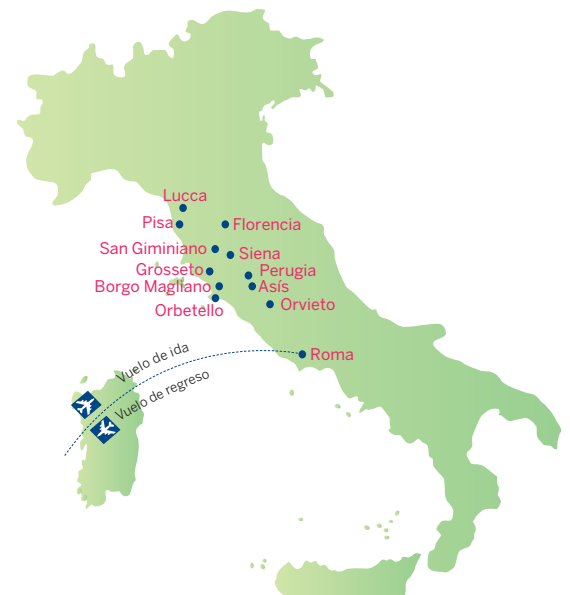 Lucca
Pisa
Florencia
San Giminiano
Siena
Gròsseto
Perugia
Borgo Magliano
Asís
Orbetello
Orvieto
Roma
Vuelo de ida
Vuelo de regreso